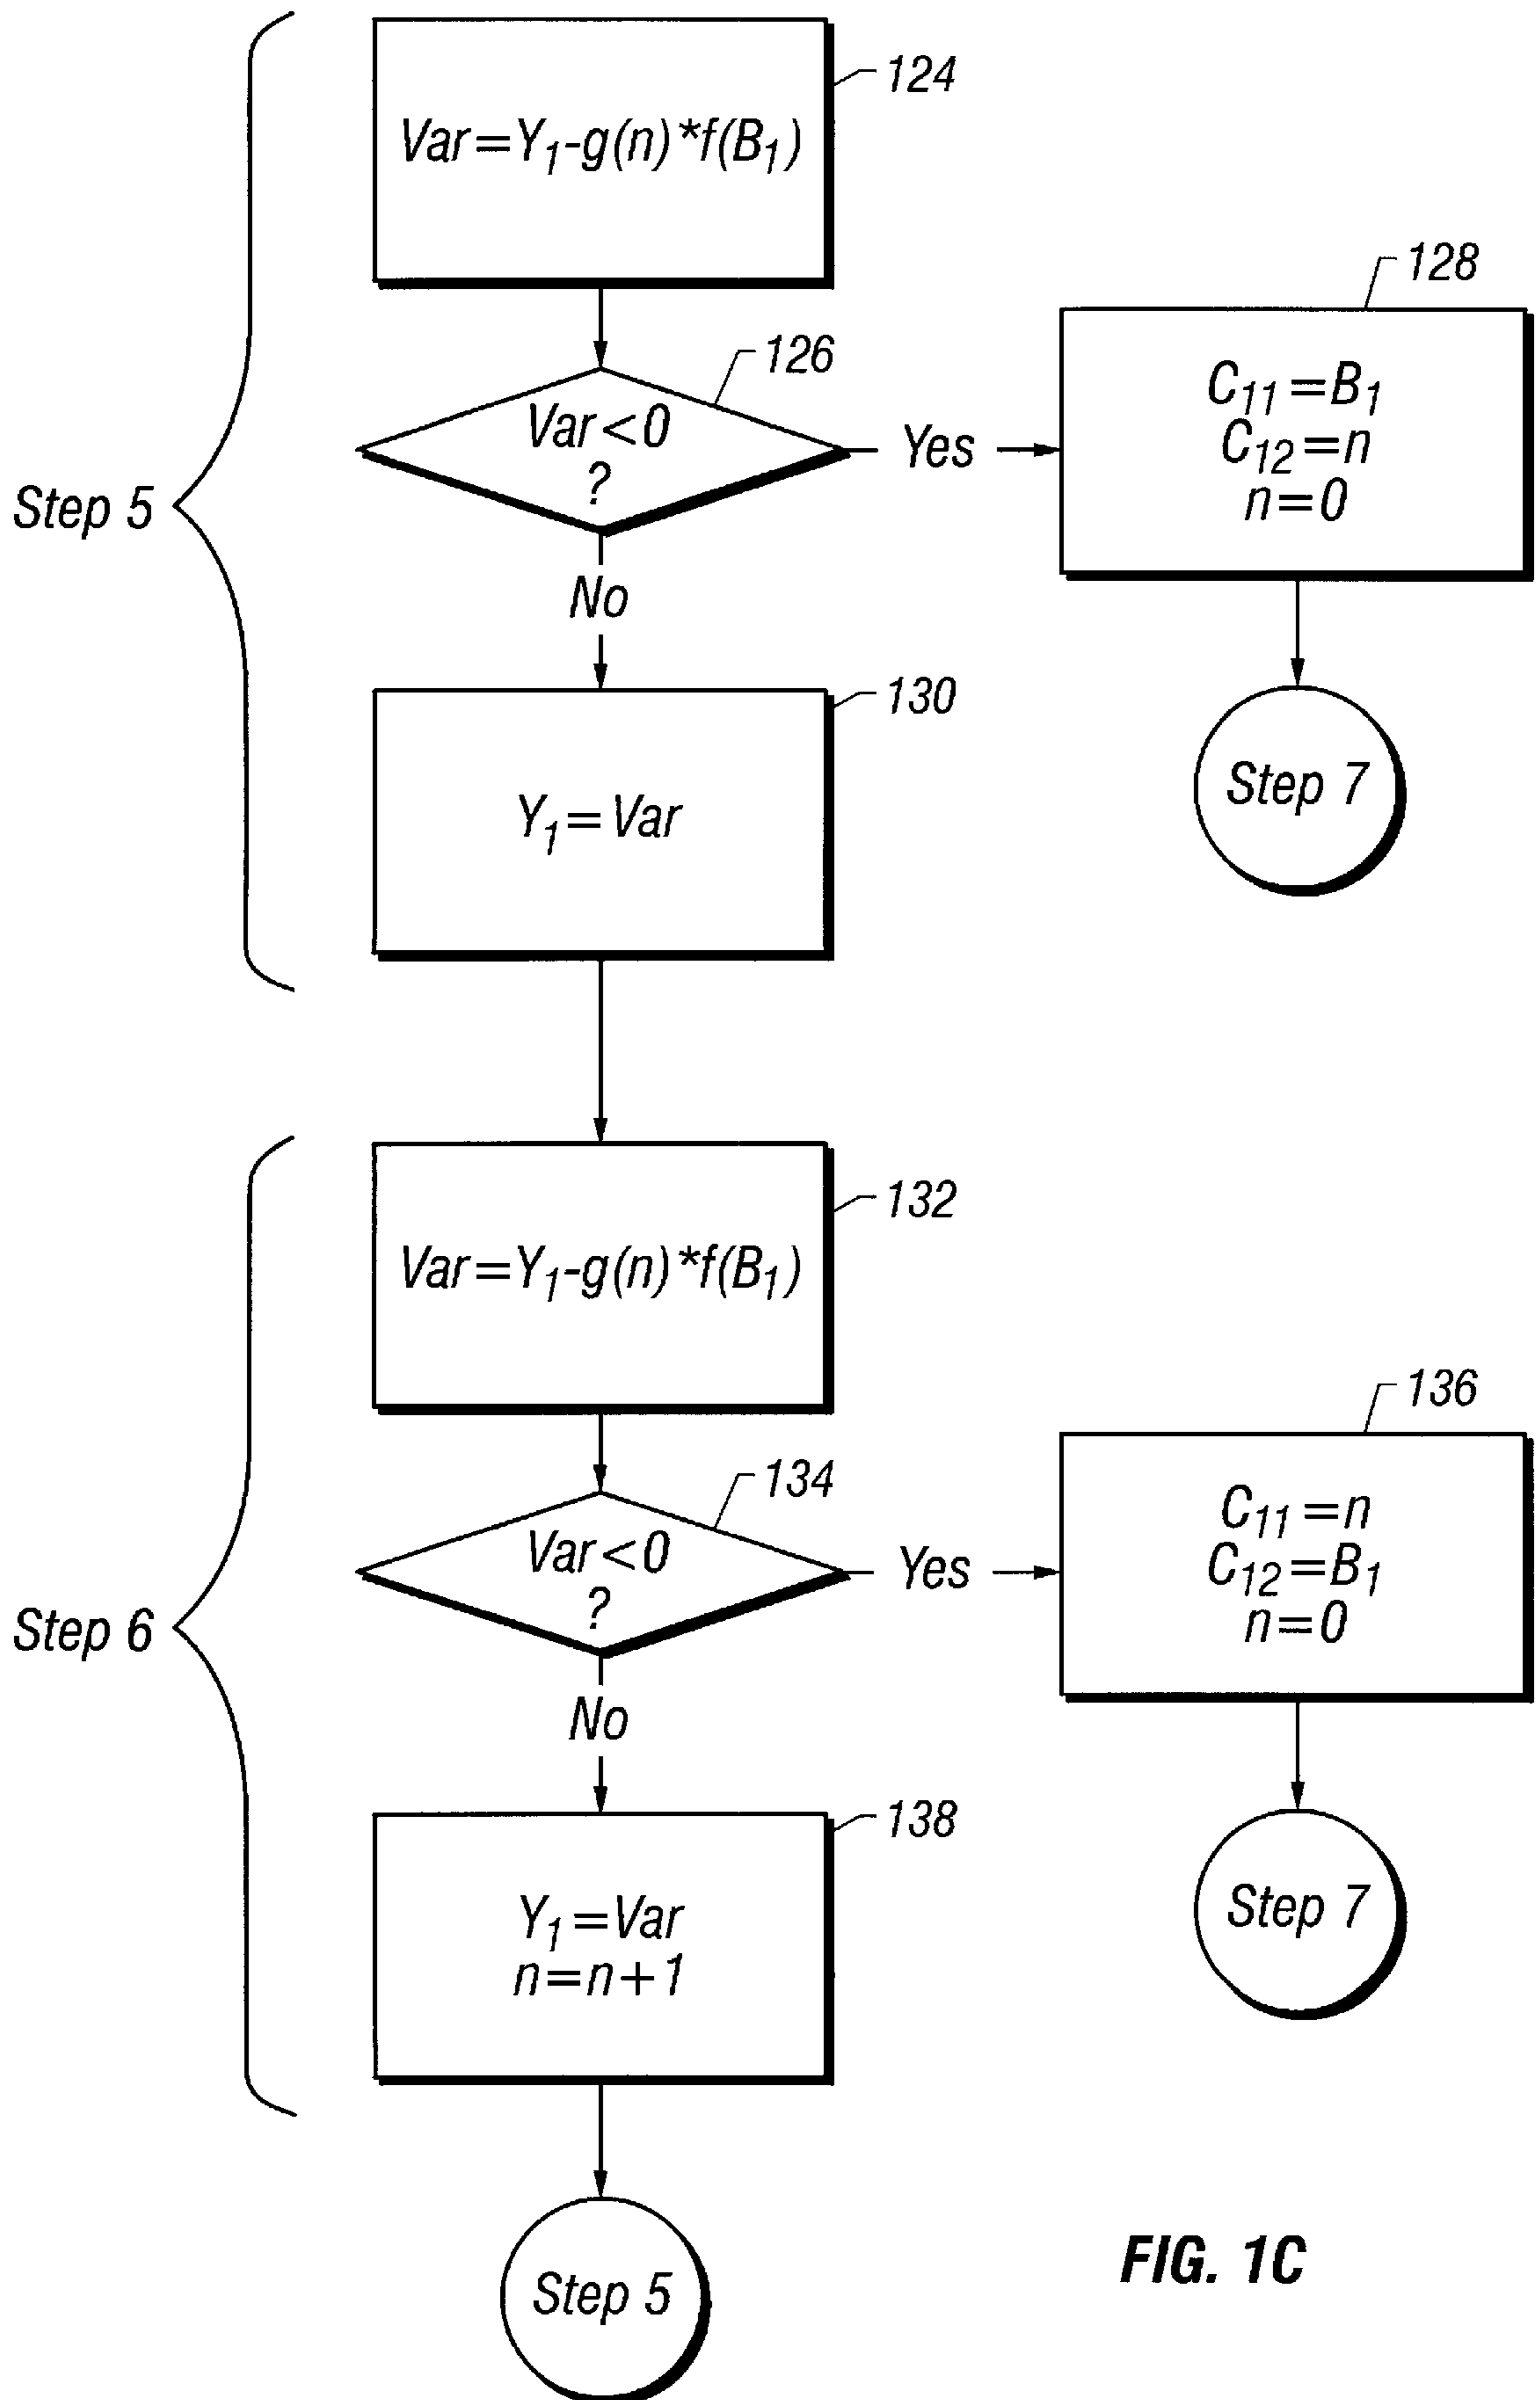 124
Var=Y₁-g(n)*f(B₁)
128
126
C₁₁=B₁
C₁₂=n
n=0
Var<0
?
Yes
Step 5
No
130
Step 7
Y₁=Var
132
Var=Y₁-g(n)*f(B₁)
136
134
C₁₁=n
C₁₂=B₁
n=0
Var<0
?
Yes
Step 6
No
138
Step 7
Y₁=Var
n=n+1
Step 5
FIG. 1C